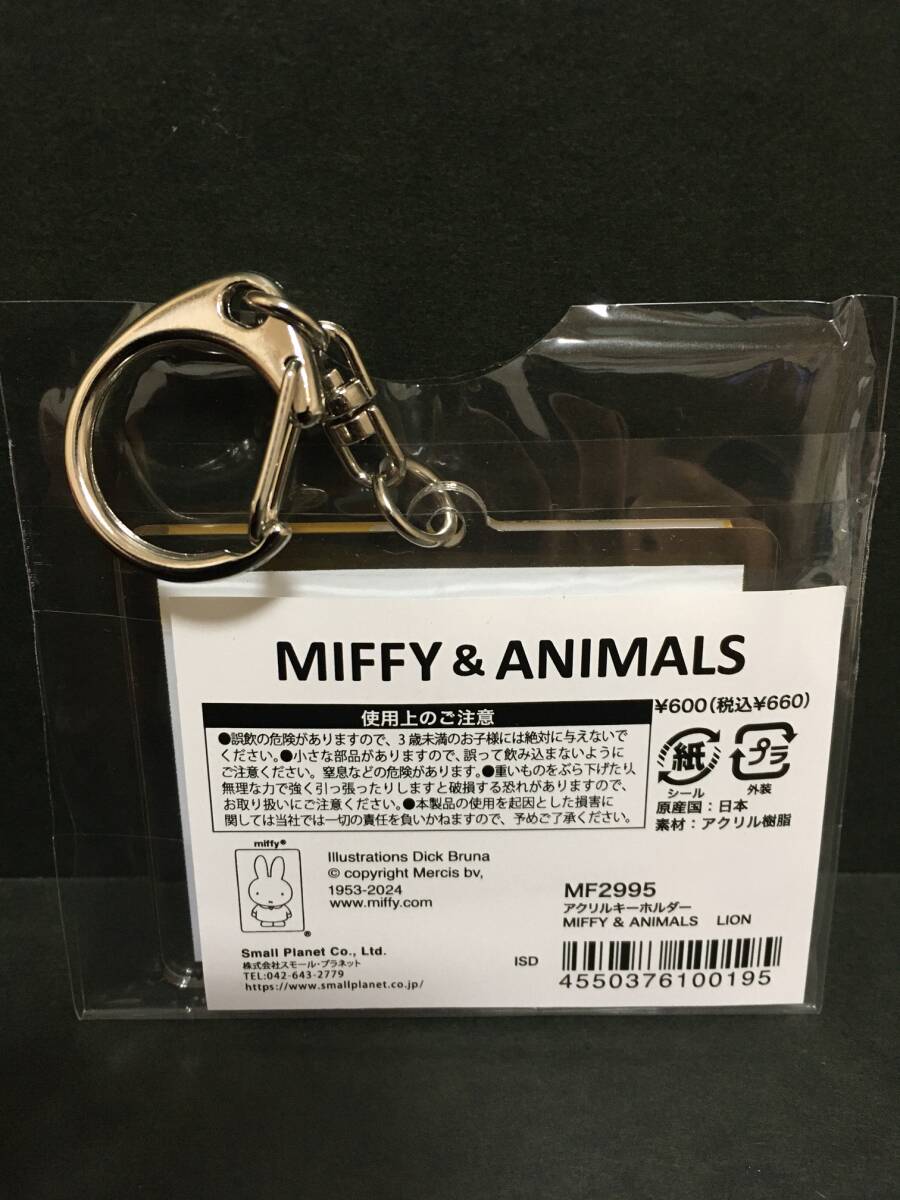 MIFFY & ANIMALS
¥600(税込¥660)
使用上のご注意
●誤飲の危険がありますので、3歳未満のお子様には絶対に与えないで
ください。●小さな部品がありますので、誤って飲み込まないように
ご注意ください。窒息などの危険があります。●重いものをぶら下げたり、
無理な力で強く引っ張ったりしますと破損する恐れがありますので、
お取り扱いにご注意ください。●本製品の使用を起因とした損害に
関しては当社では一切の責任を負いかねますので、予めご了承ください。
紙
シール
プラ
外装
原産国:日本
素材:アクリル樹脂
miffy®
®
Illustrations Dick Bruna
© copyright Mercis bv,
1953-2024
www.miffy.com
Small Planet Co., Ltd.
株式会社スモール・プラネット
TEL:042-643-2779
https://www.smallplanet.co.jp/
MF2995
アクリルキーホルダー
MIFFY & ANIMALS LION
ISD
4550376100195